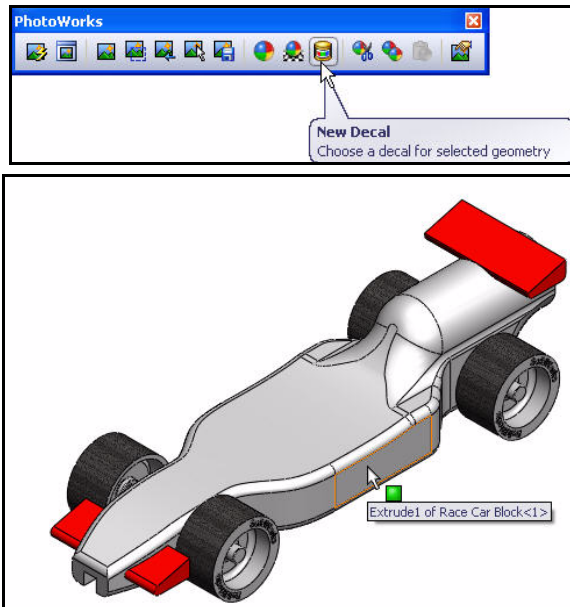 PhotoWorks
New Decal
Choose a decal for selected geometry
Extrude1 of Race Car Block<1>